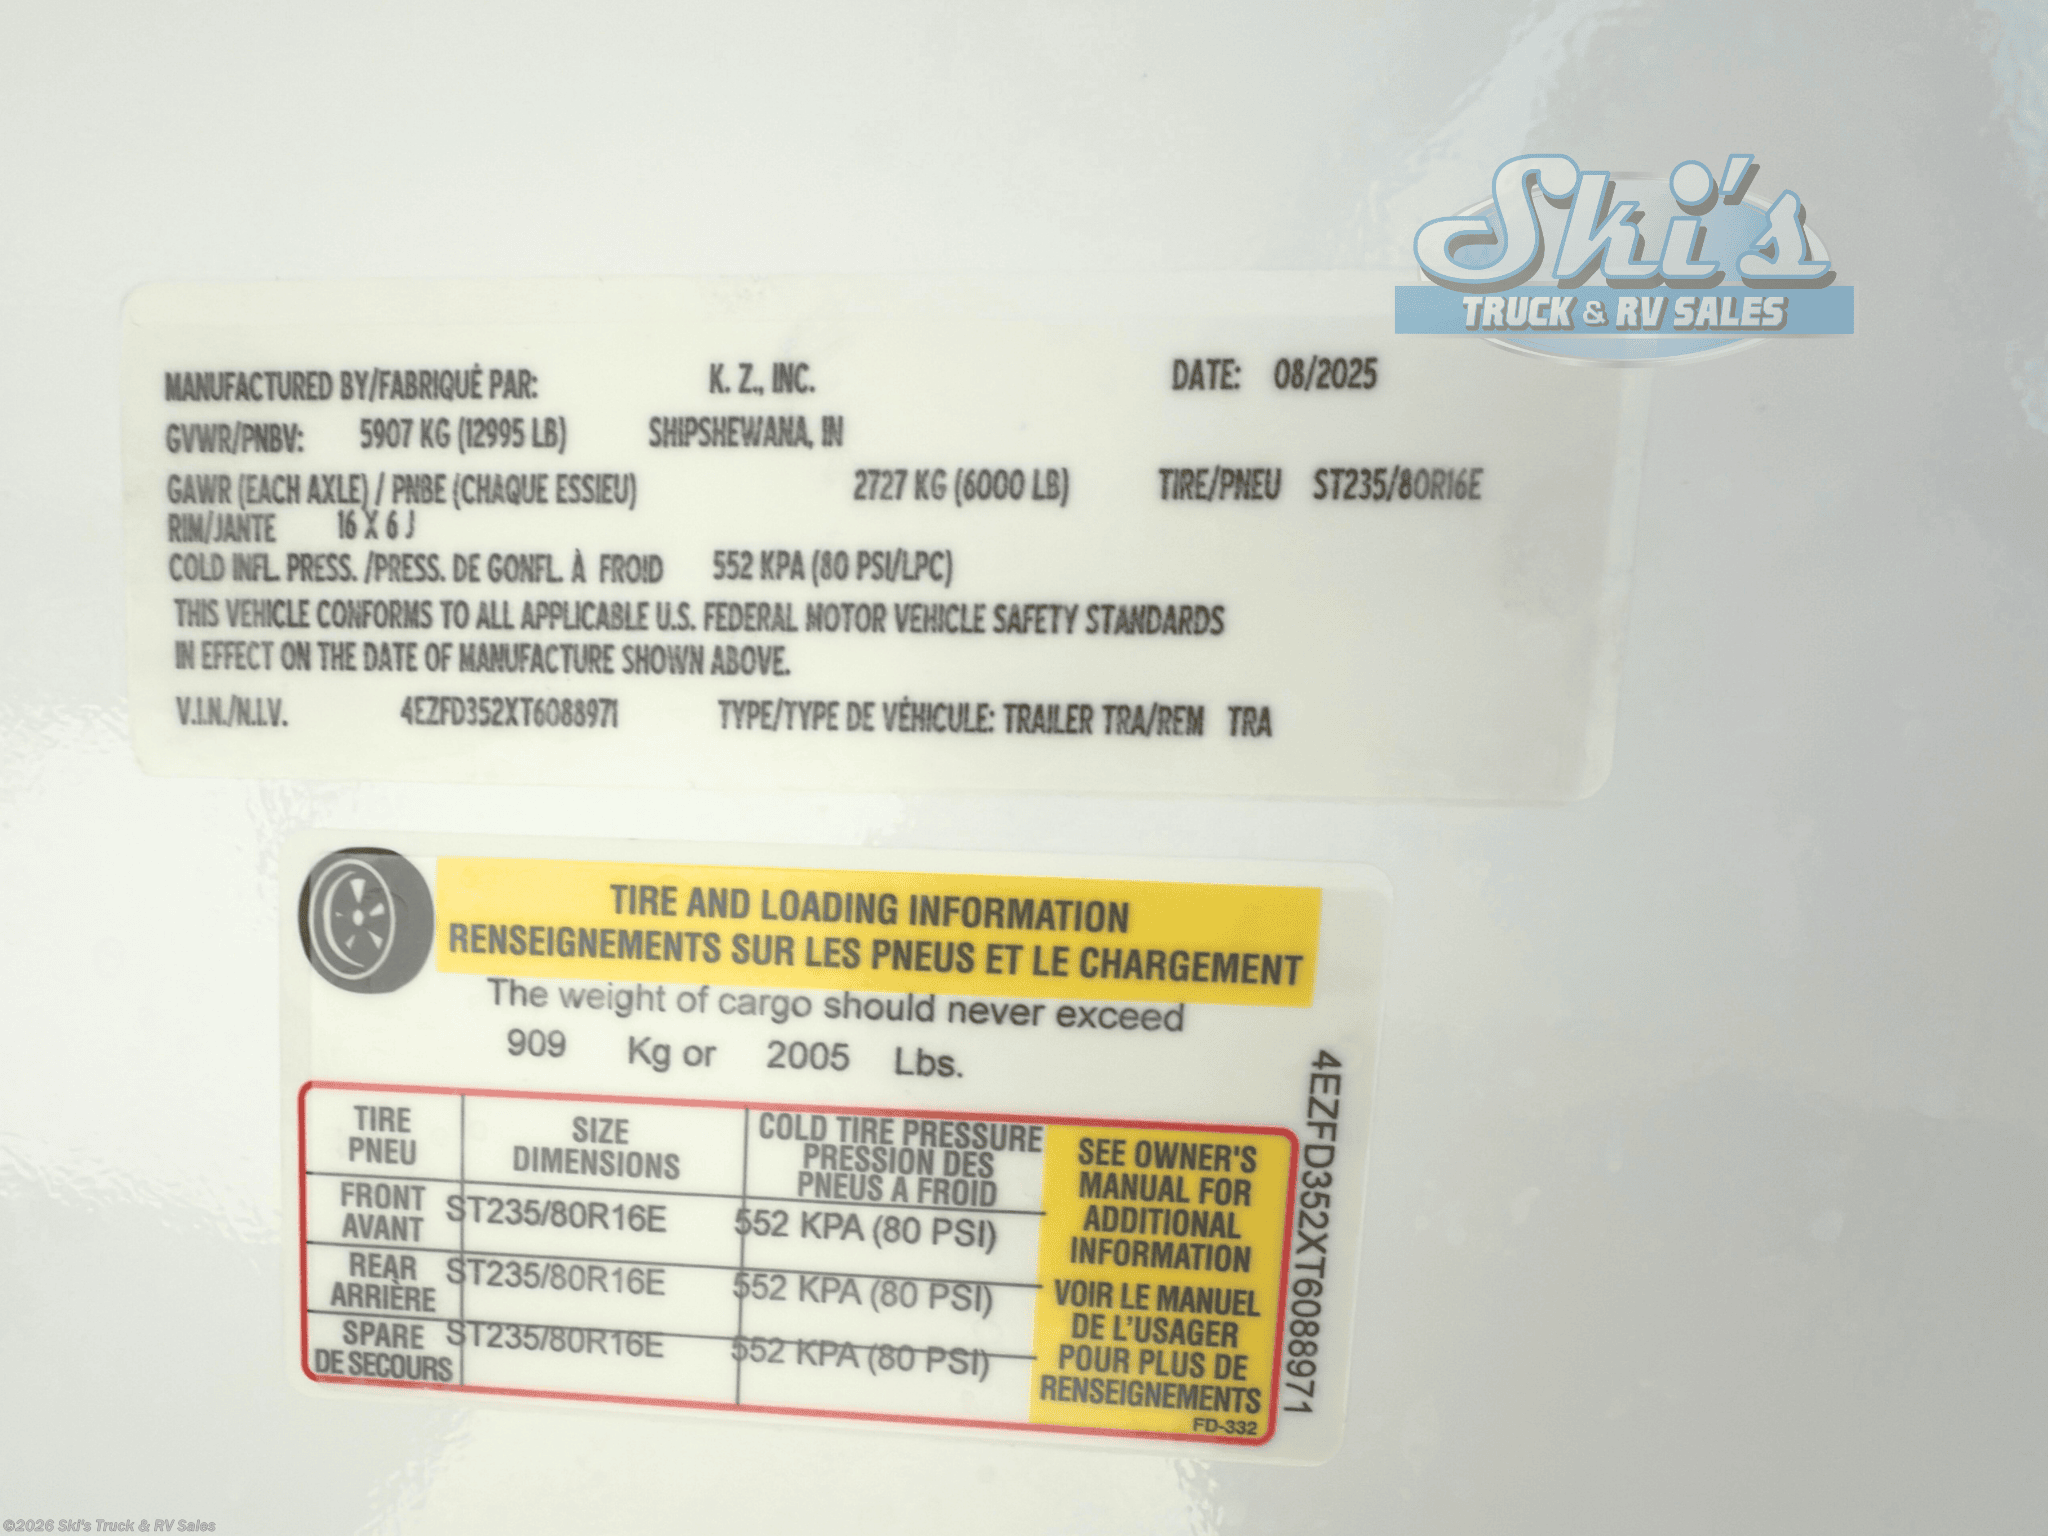 Ski's
TRUCK & RV SALES
MANUFACTURED BY/FABRIQUÉ PAR: K. Z., INC. DATE: 08/2025
GVWR/PNBV: 5907 KG (12995 LB) SHIPSHEWANA, IN
GAWR (EACH AXLE) / PNBE (CHAQUE ESSIEU) 2727 KG (6000 LB) TIRE/PNEU ST235/80R16E
RIM/JANTE 16 X 6 J
COLD INFL. PRESS. /PRESS. DE GONFL. À FROID 552 KPA (80 PSI/LPC)
THIS VEHICLE CONFORMS TO ALL APPLICABLE U.S. FEDERAL MOTOR VEHICLE SAFETY STANDARDS
IN EFFECT ON THE DATE OF MANUFACTURE SHOWN ABOVE.
V.I.N./N.I.V. 4EZFD352XT6088971 TYPE/TYPE DE VÉHICULE: TRAILER TRA/REM TRA
TIRE AND LOADING INFORMATION
RENSEIGNEMENTS SUR LES PNEUS ET LE CHARGEMENT
The weight of cargo should never exceed
909 Kg or 2005 Lbs.
TIRE
PNEU
SIZE
DIMENSIONS
COLD TIRE PRESSURE
PRESSION DES
PNEUS A FROID
FRONT
AVANT
ST235/80R16E
552 KPA (80 PSI)
REAR
ARRIÈRE
ST235/80R16E
552 KPA (80 PSI)
SPARE
DE SECOURS
ST235/80R16E
552 KPA (80 PSI)
SEE OWNER'S
MANUAL FOR
ADDITIONAL
INFORMATION
VOIR LE MANUEL
DE L'USAGER
POUR PLUS DE
RENSEIGNEMENTS
FD-332
4EZFD352XT6088971
©2026 Ski's Truck & RV Sales